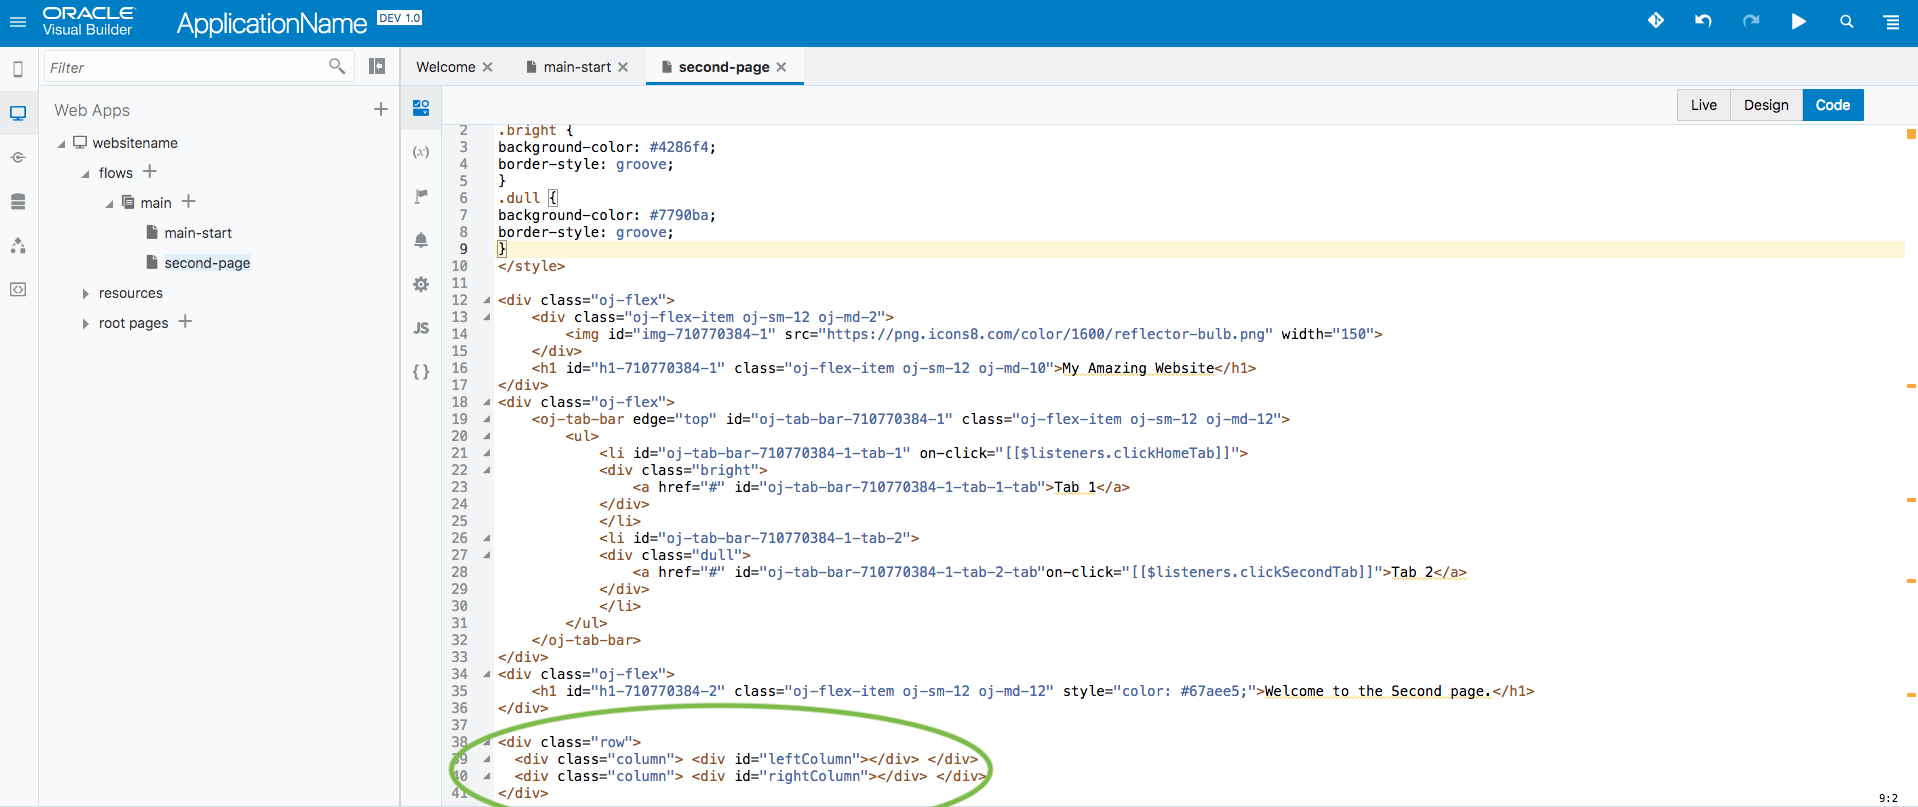 ORACLE
Visual Builder
ApplicationName DEV 1.0
Filter
Welcome
main-start
second-page
Web Apps
websitename
flows
main
main-start
second-page
resources
root pages
(x)
JS
{ }
Live Design Code
2 .bright {
3 background-color: #4286f4;
4 border-style: groove;
5 }
6 .dull {
7 background-color: #7790ba;
8 border-style: groove;
9 }
10 </style>
11
12 <div class="oj-flex">
13 <div class="oj-flex-item oj-sm-12 oj-md-2">
14 <img id="img-710770384-1" src="https://png.icons8.com/color/1600/reflector-bulb.png" width="150">
15 </div>
16 <h1 id="h1-710770384-1" class="oj-flex-item oj-sm-12 oj-md-10">My Amazing Website</h1>
17 </div>
18 <div class="oj-flex">
19 <oj-tab-bar edge="top" id="oj-tab-bar-710770384-1" class="oj-flex-item oj-sm-12 oj-md-12">
20 <ul>
21 <li id="oj-tab-bar-710770384-1-tab-1" on-click="[[$listeners.clickHomeTab]]">
22 <div class="bright">
23 <a href="#" id="oj-tab-bar-710770384-1-tab-1-tab">Tab 1</a>
24 </div>
25 </li>
26 <li id="oj-tab-bar-710770384-1-tab-2">
27 <div class="dull">
28 <a href="#" id="oj-tab-bar-710770384-1-tab-2-tab"on-click="[[$listeners.clickSecondTab]]">Tab 2</a>
29 </div>
30 </li>
31 </ul>
32 </oj-tab-bar>
33 </div>
34 <div class="oj-flex">
35 <h1 id="h1-710770384-2" class="oj-flex-item oj-sm-12 oj-md-12" style="color: #67aee5;">Welcome to the Second page.</h1>
36 </div>
37
38 <div class="row">
39 <div class="column"> <div id="leftColumn"></div> </div>
40 <div class="column"> <div id="rightColumn"></div> </div>
41 </div>
9:2